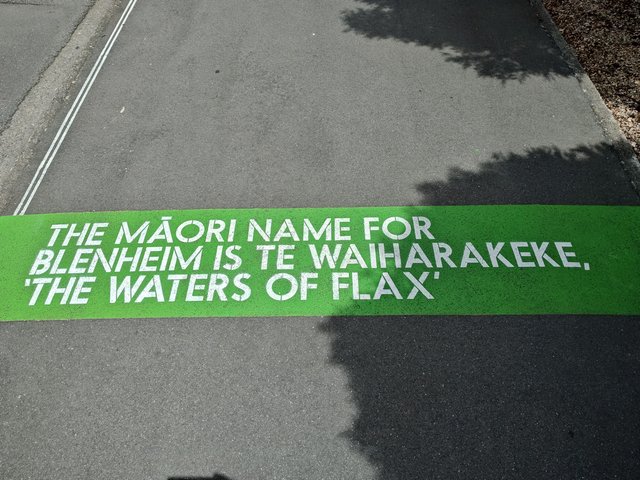 THE MĀORI NAME FOR
BLENHEIM IS TE WAIHARAKEKE,
'THE WATERS OF FLAX'